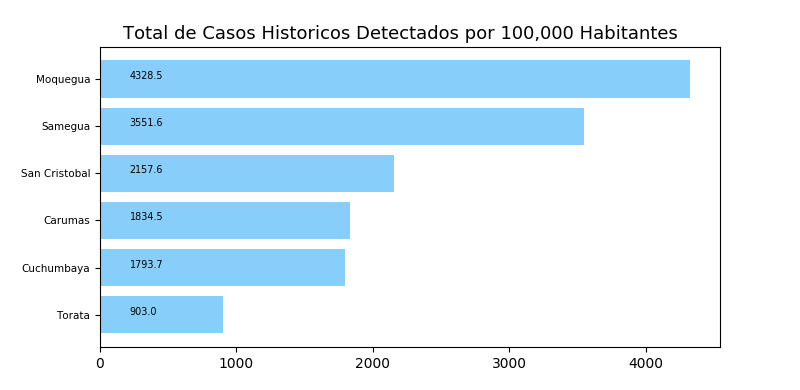 Total de Casos Historicos Detectados por 100,000 Habitantes
Moquegua 4328.5
Samegua 3551.6
San Cristobal 2157.6
Carumas 1834.5
Cuchumbaya 1793.7
Torata 903.0
0 1000 2000 3000 4000